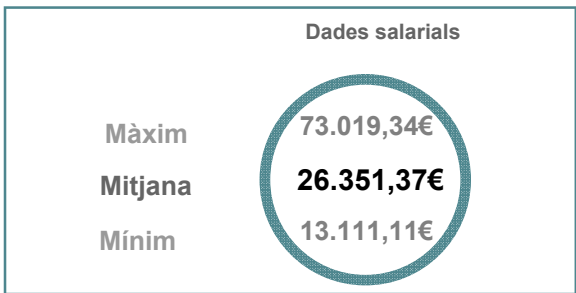 Dades salarials
Màxim 73.019,34€
Mitjana 26.351,37€
Mínim 13.111,11€